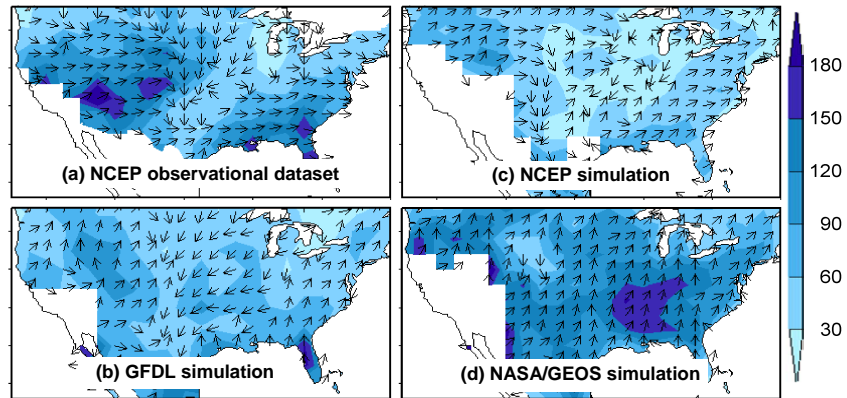 (a) NCEP observational dataset
(c) NCEP simulation
(b) GFDL simulation
(d) NASA/GEOS simulation
180
150
120
90
60
30